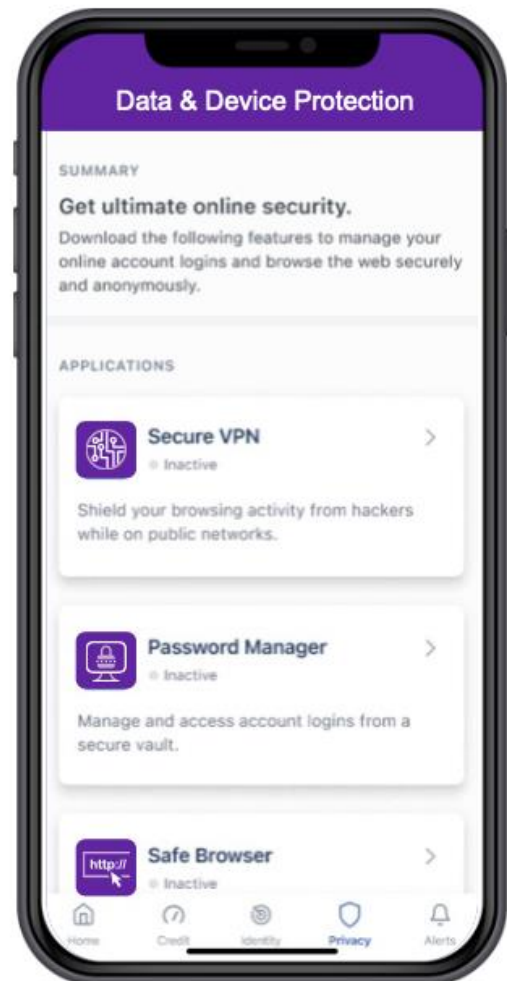 Data & Device Protection
SUMMARY
Get ultimate online security.
Download the following features to manage your
online account logins and browse the web securely
and anonymously.
APPLICATIONS
Secure VPN
Inactive
Shield your browsing activity from hackers
while on public networks.
Password Manager
Inactive
Manage and access account logins from a
secure vault.
http://
Safe Browser
Inactive
Home Credit Identity Privacy Alerts